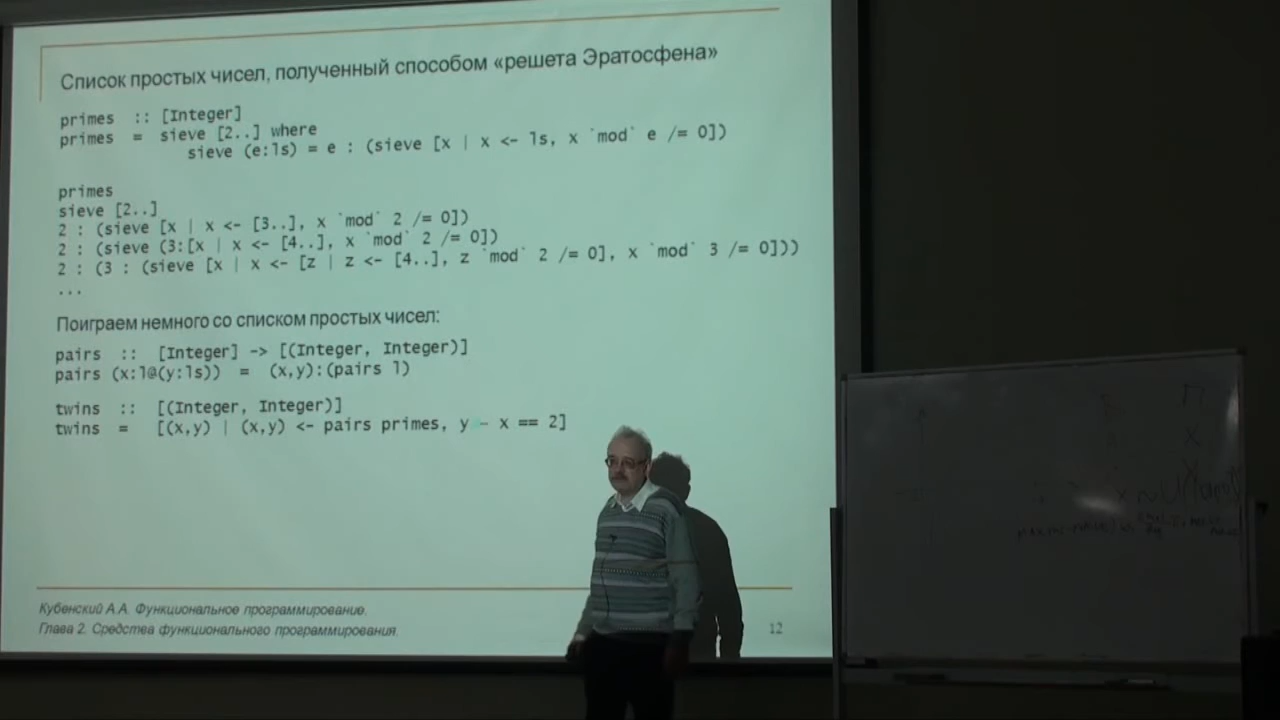 Список простых чисел, полученный способом «решета Эратосфена»
primes :: [Integer]
primes = sieve [2..] where
sieve (e:ls) = e : (sieve [x | x <- ls, x `mod` e /= 0])
primes
sieve [2..]
2 : (sieve [x | x <- [3..], x `mod` 2 /= 0])
2 : (sieve (3:[x | x <- [4..], x `mod` 2 /= 0])
2 : (3 : (sieve [x | x <- [z | z <- [4..], z `mod` 2 /= 0], x `mod` 3 /= 0]))
...
Поиграем немного со списком простых чисел:
pairs :: [Integer] -> [(Integer, Integer)]
pairs (x:l@(y:ls)) = (x,y):(pairs l)
twins :: [(Integer, Integer)]
twins = [(x,y) | (x,y) <- pairs primes, y - x == 2]
Кубенский А.А. Функциональное программирование.
Глава 2. Средства функционального программирования.
12